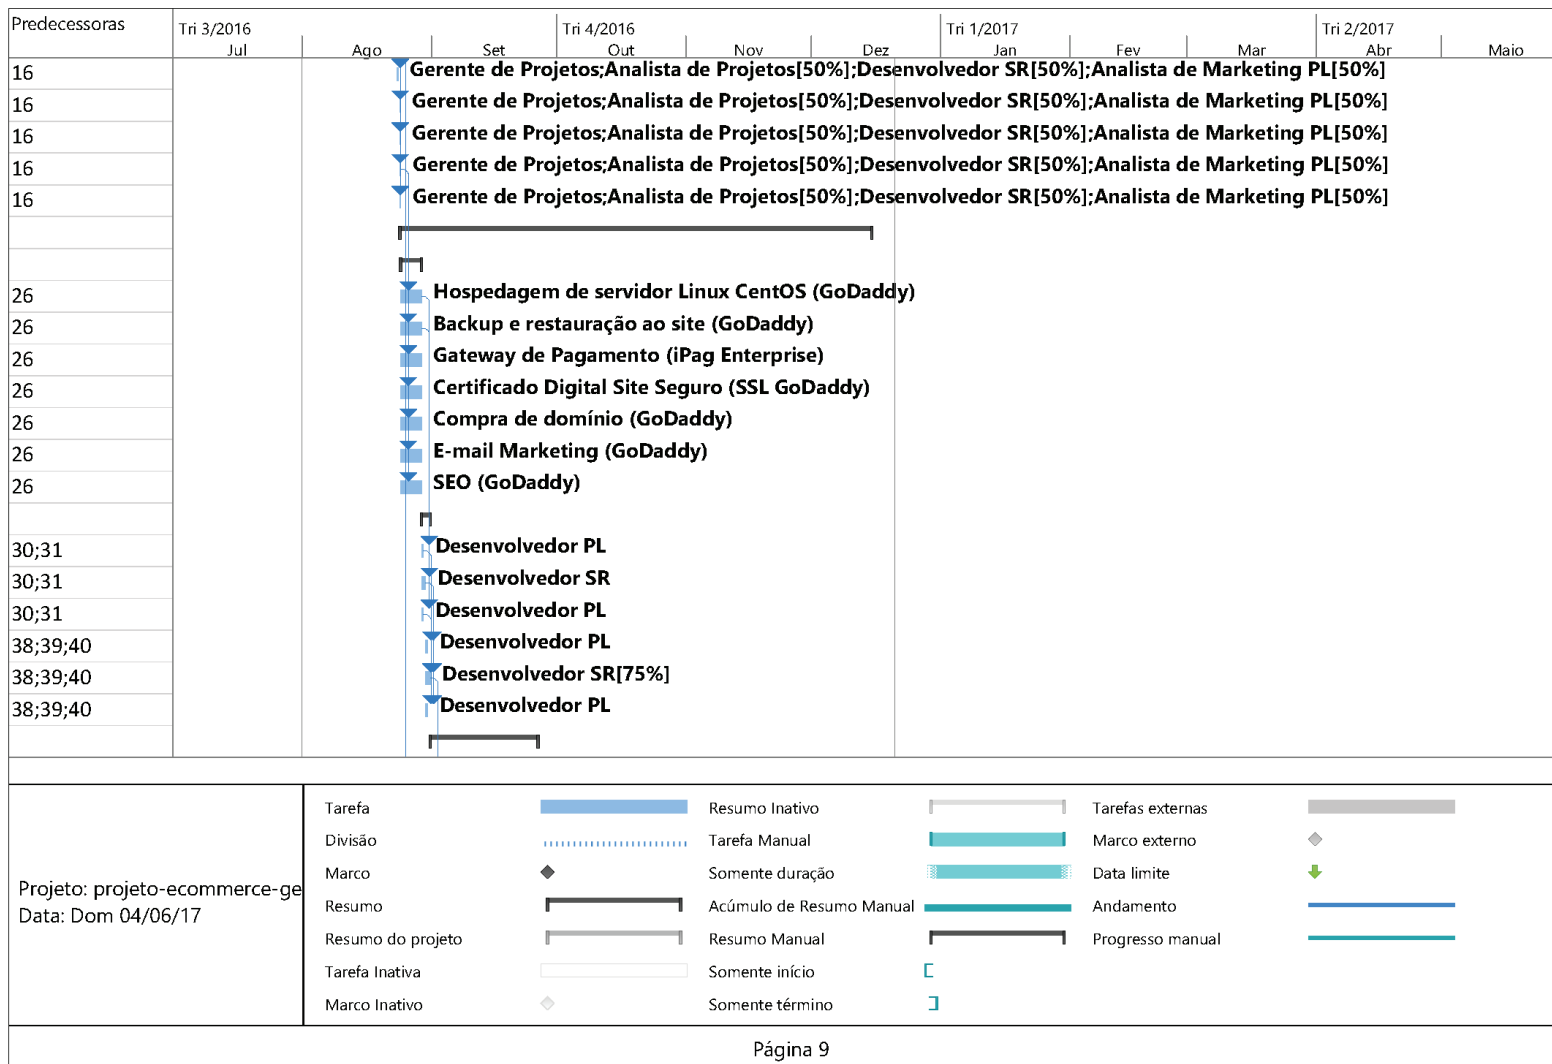 Predecessoras
Tri 3/2016 Tri 4/2016 Tri 1/2017 Tri 2/2017
Jul Ago Set Out Nov Dez Jan Fev Mar Abr Maio
16 Gerente de Projetos;Analista de Projetos[50%];Desenvolvedor SR[50%];Analista de Marketing PL[50%]
16 Gerente de Projetos;Analista de Projetos[50%];Desenvolvedor SR[50%];Analista de Marketing PL[50%]
16 Gerente de Projetos;Analista de Projetos[50%];Desenvolvedor SR[50%];Analista de Marketing PL[50%]
16 Gerente de Projetos;Analista de Projetos[50%];Desenvolvedor SR[50%];Analista de Marketing PL[50%]
16 Gerente de Projetos;Analista de Projetos[50%];Desenvolvedor SR[50%];Analista de Marketing PL[50%]
26 Hospedagem de servidor Linux CentOS (GoDaddy)
26 Backup e restauração ao site (GoDaddy)
26 Gateway de Pagamento (iPag Enterprise)
26 Certificado Digital Site Seguro (SSL GoDaddy)
26 Compra de domínio (GoDaddy)
26 E-mail Marketing (GoDaddy)
26 SEO (GoDaddy)
30;31 Desenvolvedor PL
30;31 Desenvolvedor SR
30;31 Desenvolvedor PL
38;39;40 Desenvolvedor PL
38;39;40 Desenvolvedor SR[75%]
38;39;40 Desenvolvedor PL
Projeto: projeto-ecommerce-ge
Data: Dom 04/06/17
Tarefa Resumo Inativo Tarefas externas
Divisão Tarefa Manual Marco externo
Marco Somente duração Data limite
Resumo Acúmulo de Resumo Manual Andamento
Resumo do projeto Resumo Manual Progresso manual
Tarefa Inativa Somente início
Marco Inativo Somente término
Página 9